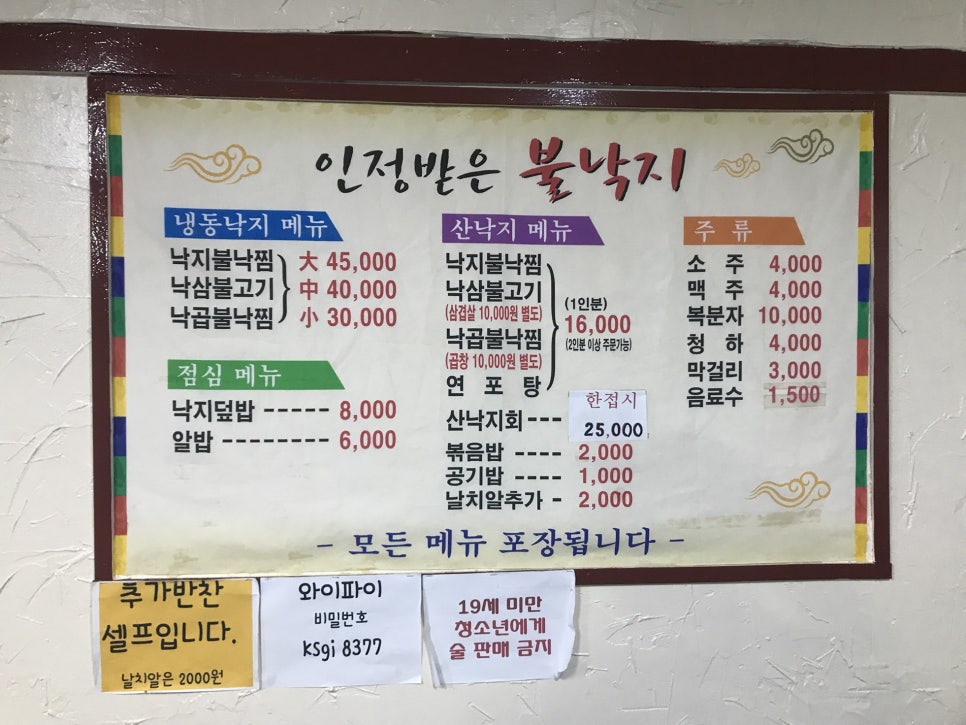 인정받은 불낙지
냉동낙지 메뉴
낙지불낙찜
낙삼불고기
낙곱불낙찜
大 45,000
中 40,000
小 30,000
점심 메뉴
낙지덮밥 ----- 8,000
알밥 -------- 6,000
산낙지 메뉴
낙지불낙찜
낙삼불고기
(삼겹살 10,000원 별도)
낙곱불낙찜
(곱창 10,000원 별도)
연 포 탕
(1인분)
16,000
(2인분 이상 주문가능)
산낙지회--- 한접시
25,000
볶음밥 ---- 2,000
공기밥 ---- 1,000
날치알추가 - 2,000
주 류
소 주 4,000
맥 주 4,000
복분자 10,000
청 하 4,000
막걸리 3,000
음료수 1,500
- 모든 메뉴 포장됩니다 -
추가반찬
셀프입니다.
날치알은 2000원
와이파이
비밀번호
KSgi 8377
19세 미만
청소년에게
술 판매 금지